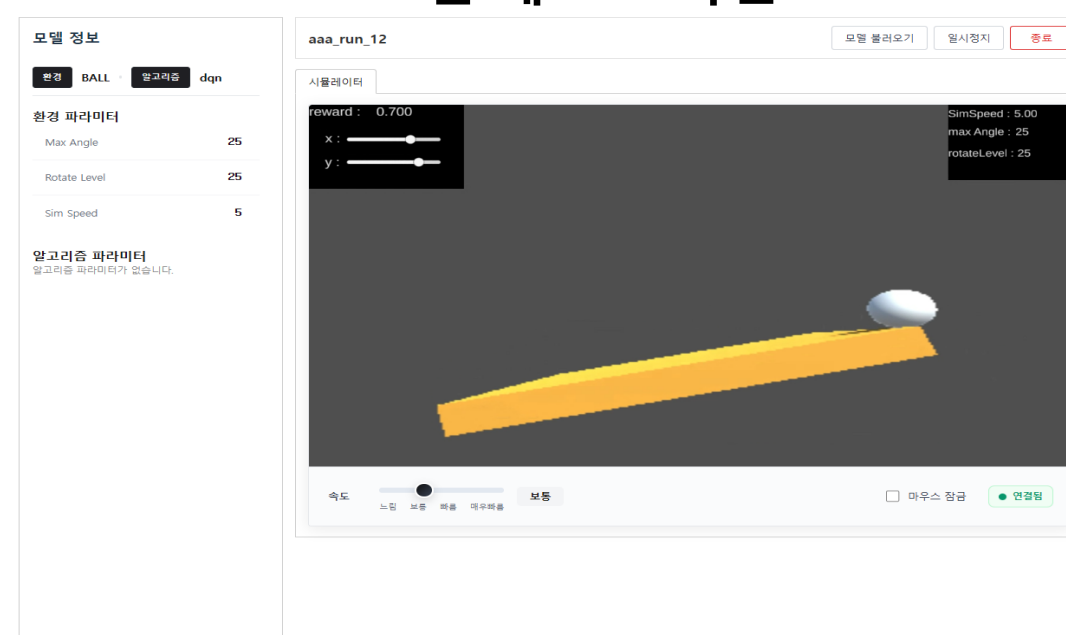 모델 정보
환경 BALL 알고리즘 dqn
환경 파라미터
Max Angle 25
Rotate Level 25
Sim Speed 5
알고리즘 파라미터
알고리즘 파라미터가 없습니다.
aaa_run_12
모델 불러오기 일시정지 종료
시뮬레이터
reward : 0.700
x :
y :
SimSpeed : 5.00
max Angle : 25
rotateLevel : 25
속도
느림 보통 빠름 매우빠름
보통
마우스 잠금
연결됨